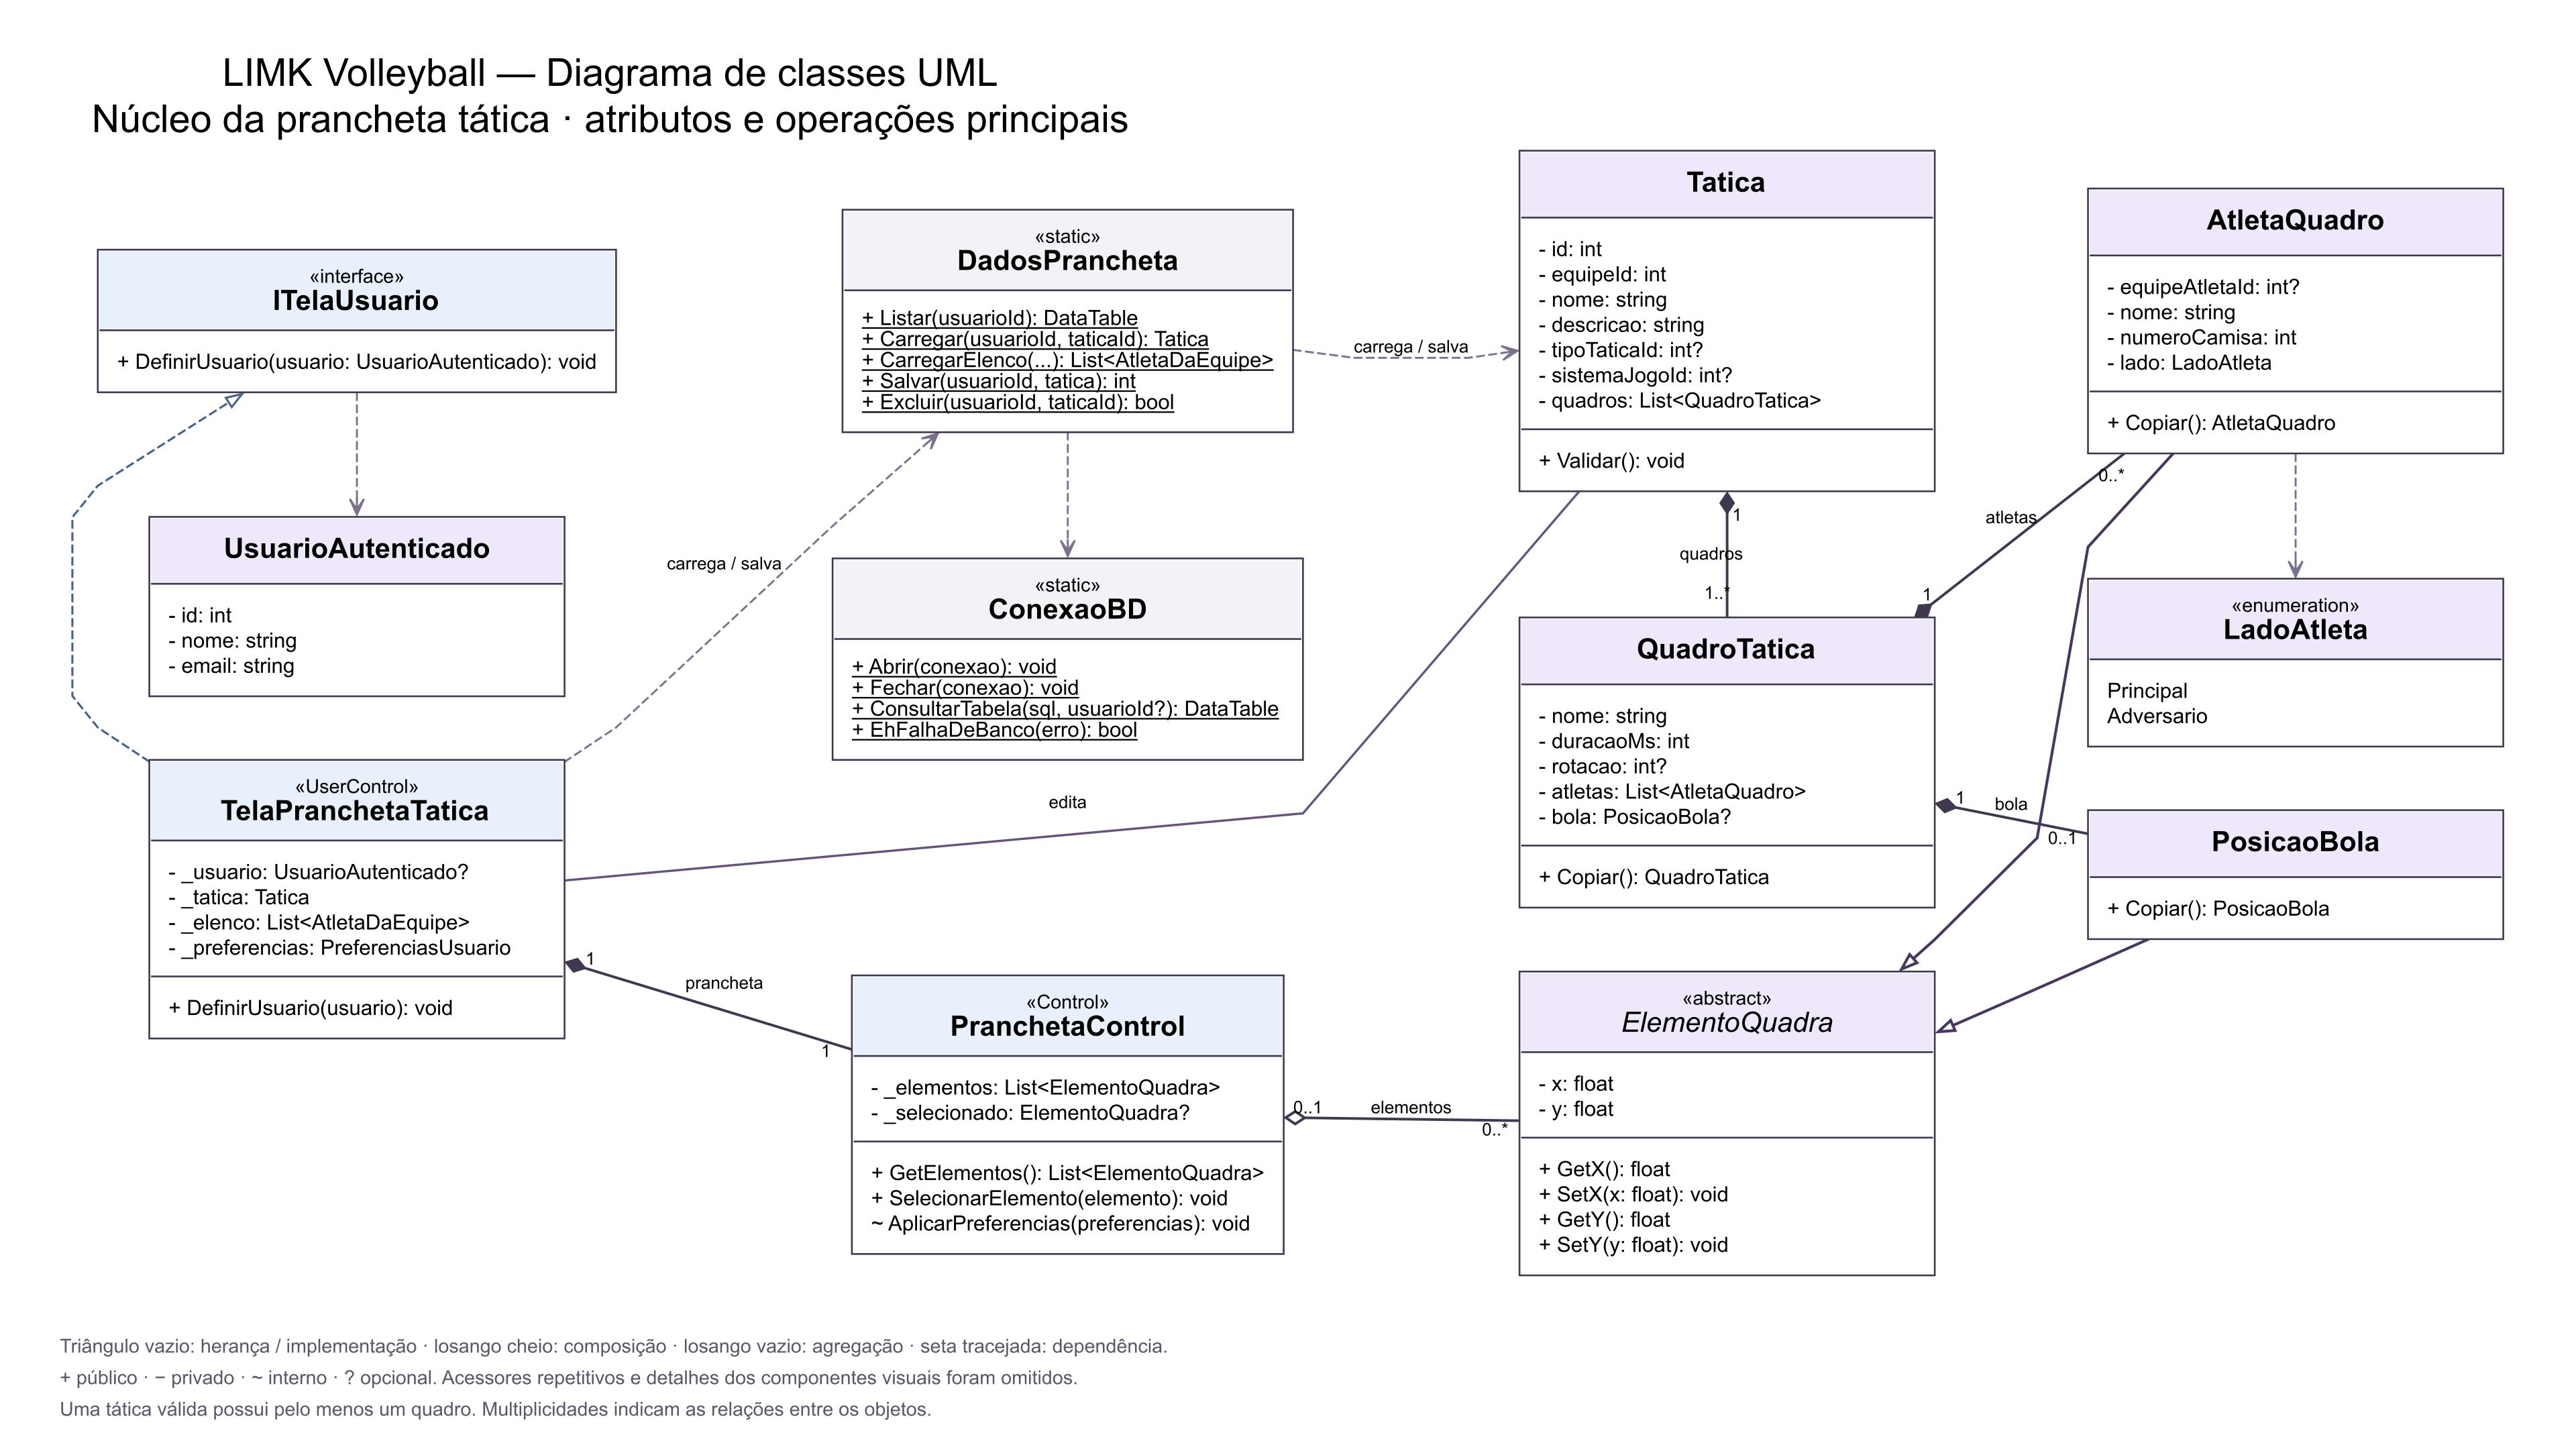 LIMK Volleyball — Diagrama de classes UML
Núcleo da prancheta tática · atributos e operações principais
«interface»
ITelaUsuario
+ DefinirUsuario(usuario: UsuarioAutenticado): void
UsuarioAutenticado
- id: int
- nome: string
- email: string
«UserControl»
TelaPranchetaTatica
- _usuario: UsuarioAutenticado?
- _tatica: Tatica
- _elenco: List<AtletaDaEquipe>
- _preferencias: PreferenciasUsuario
+ DefinirUsuario(usuario): void
«static»
DadosPrancheta
+ Listar(usuarioId): DataTable
+ Carregar(usuarioId, taticaId): Tatica
+ CarregarElenco(...): List<AtletaDaEquipe>
+ Salvar(usuarioId, tatica): int
+ Excluir(usuarioId, taticaId): bool
carrega / salva
carrega / salva
«static»
ConexaoBD
+ Abrir(conexao): void
+ Fechar(conexao): void
+ ConsultarTabela(sql, usuarioId?): DataTable
+ EhFalhaDeBanco(erro): bool
edita
1
prancheta
1
«Control»
PranchetaControl
- _elementos: List<ElementoQuadra>
- _selecionado: ElementoQuadra?
+ GetElementos(): List<ElementoQuadra>
+ SelecionarElemento(elemento): void
~ AplicarPreferencias(preferencias): void
0..1
elementos
0..*
Tatica
- id: int
- equipeId: int
- nome: string
- descricao: string
- tipoTaticaId: int?
- sistemaJogoId: int?
- quadros: List<QuadroTatica>
+ Validar(): void
1
quadros
1..*
QuadroTatica
- nome: string
- duracaoMs: int
- rotacao: int?
- atletas: List<AtletaQuadro>
- bola: PosicaoBola?
+ Copiar(): QuadroTatica
«abstract»
ElementoQuadra
- x: float
- y: float
+ GetX(): float
+ SetX(x: float): void
+ GetY(): float
+ SetY(y: float): void
AtletaQuadro
- equipeAtletaId: int?
- nome: string
- numeroCamisa: int
- lado: LadoAtleta
+ Copiar(): AtletaQuadro
0..*
atletas
1
«enumeration»
LadoAtleta
Principal
Adversario
1
bola
0..1
PosicaoBola
+ Copiar(): PosicaoBola
Triângulo vazio: herança / implementação · losango cheio: composição · losango vazio: agregação · seta tracejada: dependência.
+ público · − privado · ~ interno · ? opcional. Acessores repetitivos e detalhes dos componentes visuais foram omitidos.
Uma tática válida possui pelo menos um quadro. Multiplicidades indicam as relações entre os objetos.